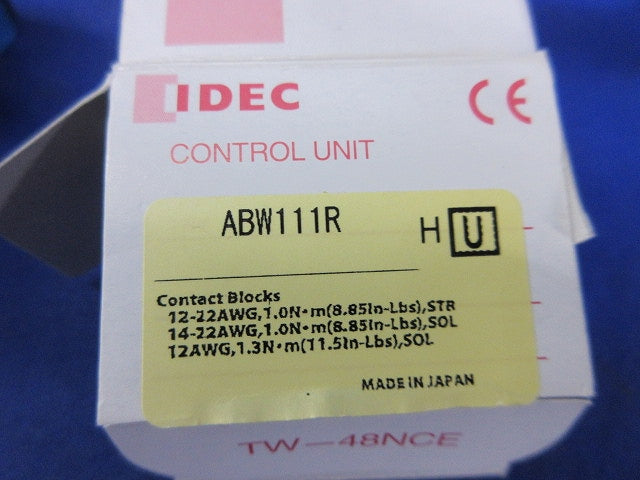 IDEC
CE
CONTROL UNIT
ABW111R
H U
Contact Blocks
12-22AWG,1.0N·m(8.85In-Lbs),STR
14-22AWG,1.0N·m(8.85In-Lbs),SOL
12AWG,1.3N·m(11.5In-Lbs),SOL
MADE IN JAPAN
TW-48NCE